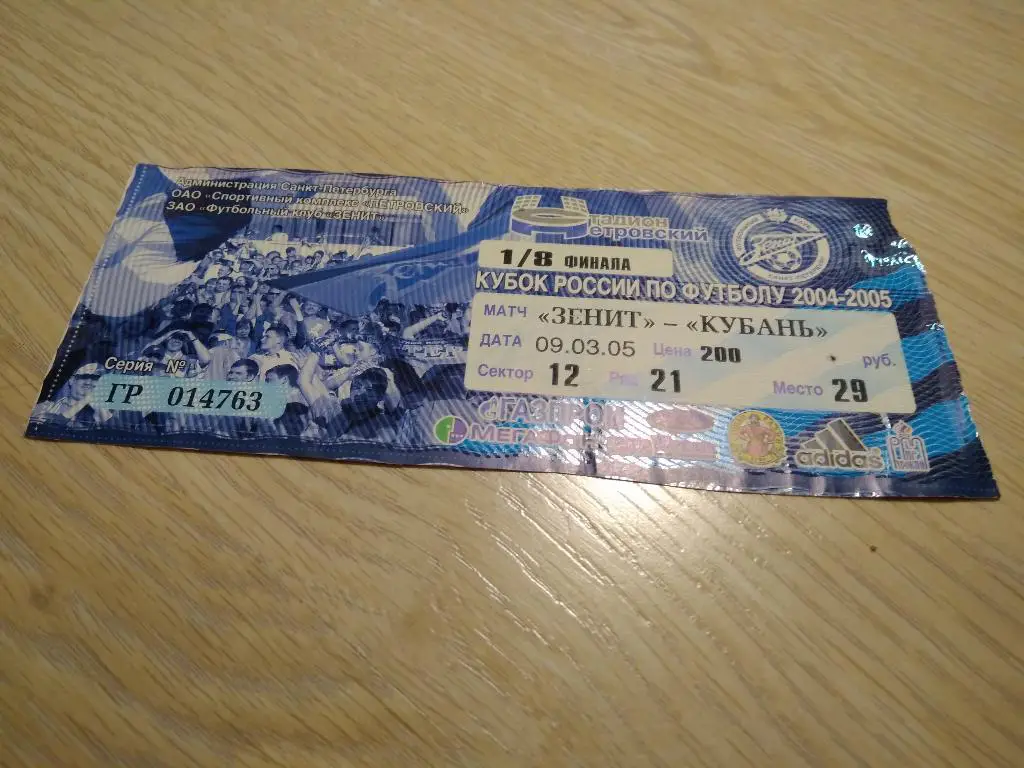 Администрация Санкт-Петербурга
ОАО «Спортивный комплекс «ПЕТРОВСКИЙ»
ЗАО «Футбольный клуб «ЗЕНИТ»
Серия №
ГР 014763
Стадион
Петровский
1/8 ФИНАЛА
КУБОК РОССИИ ПО ФУТБОЛУ 2004-2005
МАТЧ «ЗЕНИТ» – «КУБАНЬ»
ДАТА 09.03.05 Цена 200 руб.
Сектор 12 Ряд 21 Место 29
Зенит
ГАЗПРОМ
adidas